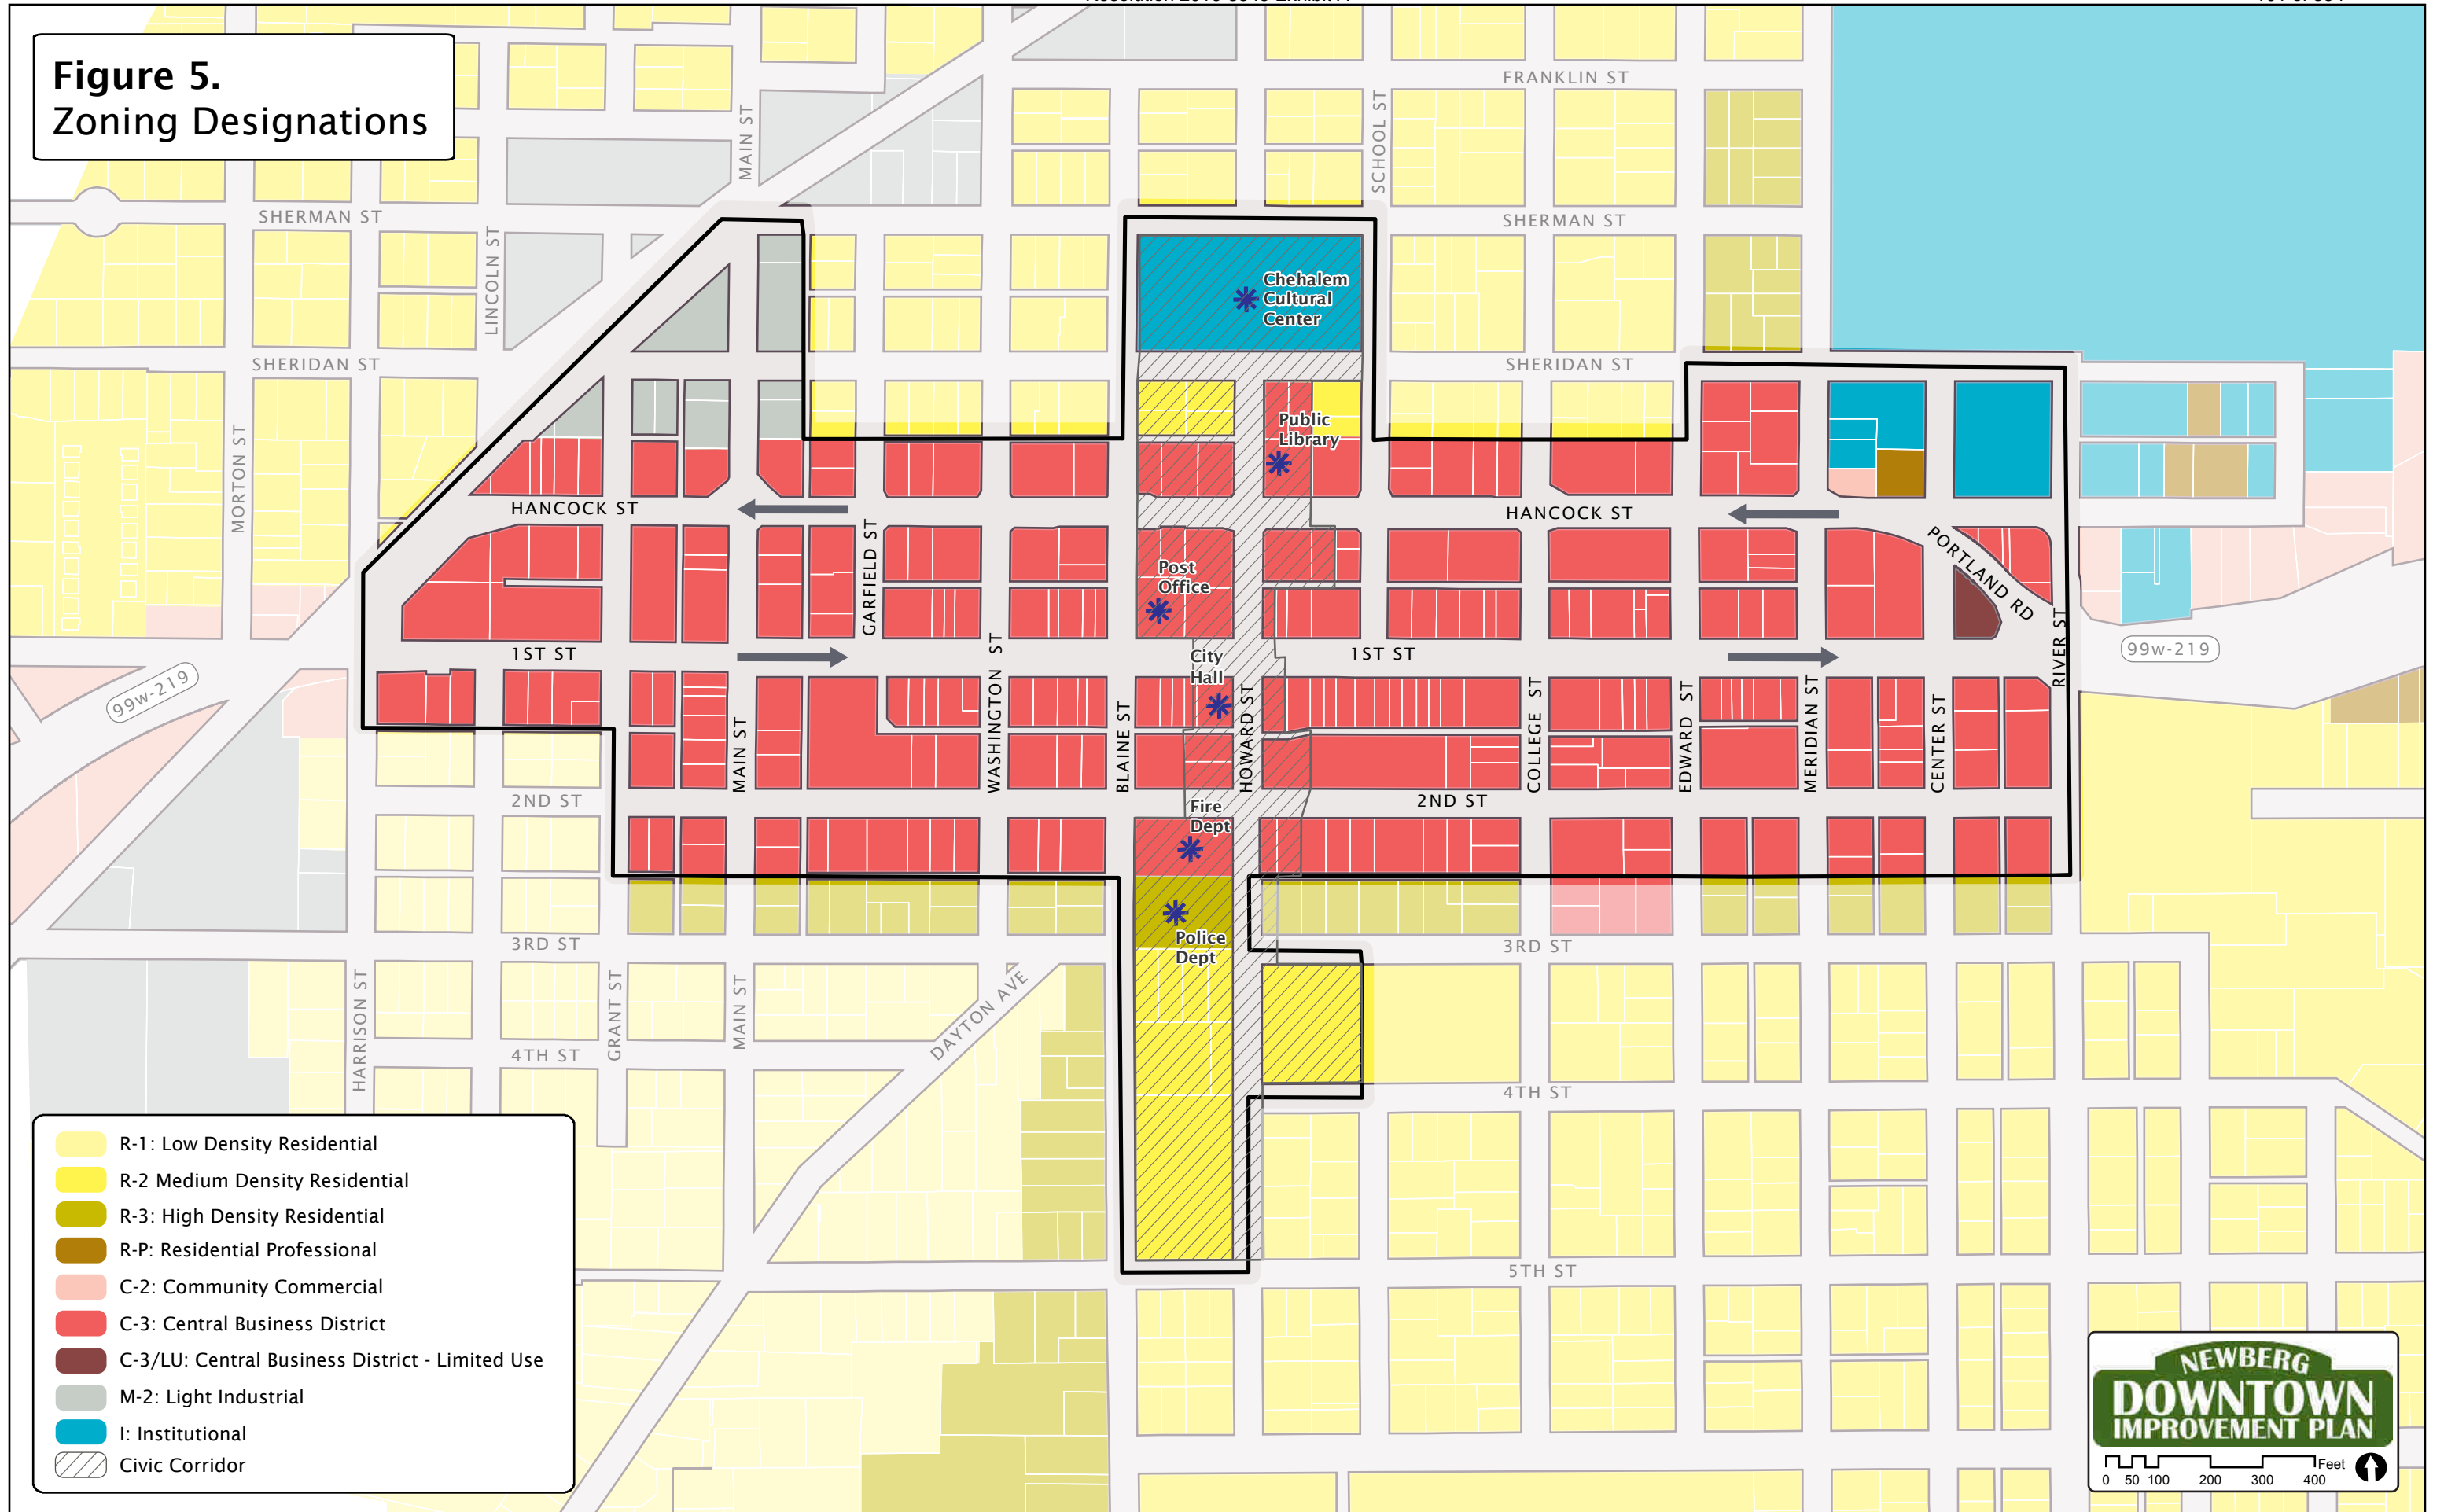 Figure 5.
Zoning Designations
FRANKLIN ST
MAIN ST
SCHOOL ST
SHERMAN ST
SHERMAN ST
LINCOLN ST
Chehalem
Cultural
Center
SHERIDAN ST
SHERIDAN ST
MORTON ST
Public
Library
HANCOCK ST
HANCOCK ST
GARFIELD ST
PORTLAND RD
Post
Office
1ST ST
1ST ST
RIVER ST
99w-219
99w-219
City
Hall
MAIN ST
WASHINGTON ST
BLAINE ST
HOWARD ST
COLLEGE ST
EDWARD ST
MERIDIAN ST
CENTER ST
2ND ST
2ND ST
Fire
Dept
Police
Dept
3RD ST
3RD ST
HARRISON ST
GRANT ST
MAIN ST
DAYTON AVE
4TH ST
4TH ST
5TH ST
R-1: Low Density Residential
R-2 Medium Density Residential
R-3: High Density Residential
R-P: Residential Professional
C-2: Community Commercial
C-3: Central Business District
C-3/LU: Central Business District - Limited Use
M-2: Light Industrial
I: Institutional
Civic Corridor
NEWBERG
DOWNTOWN
IMPROVEMENT PLAN
Feet
0 50 100 200 300 400